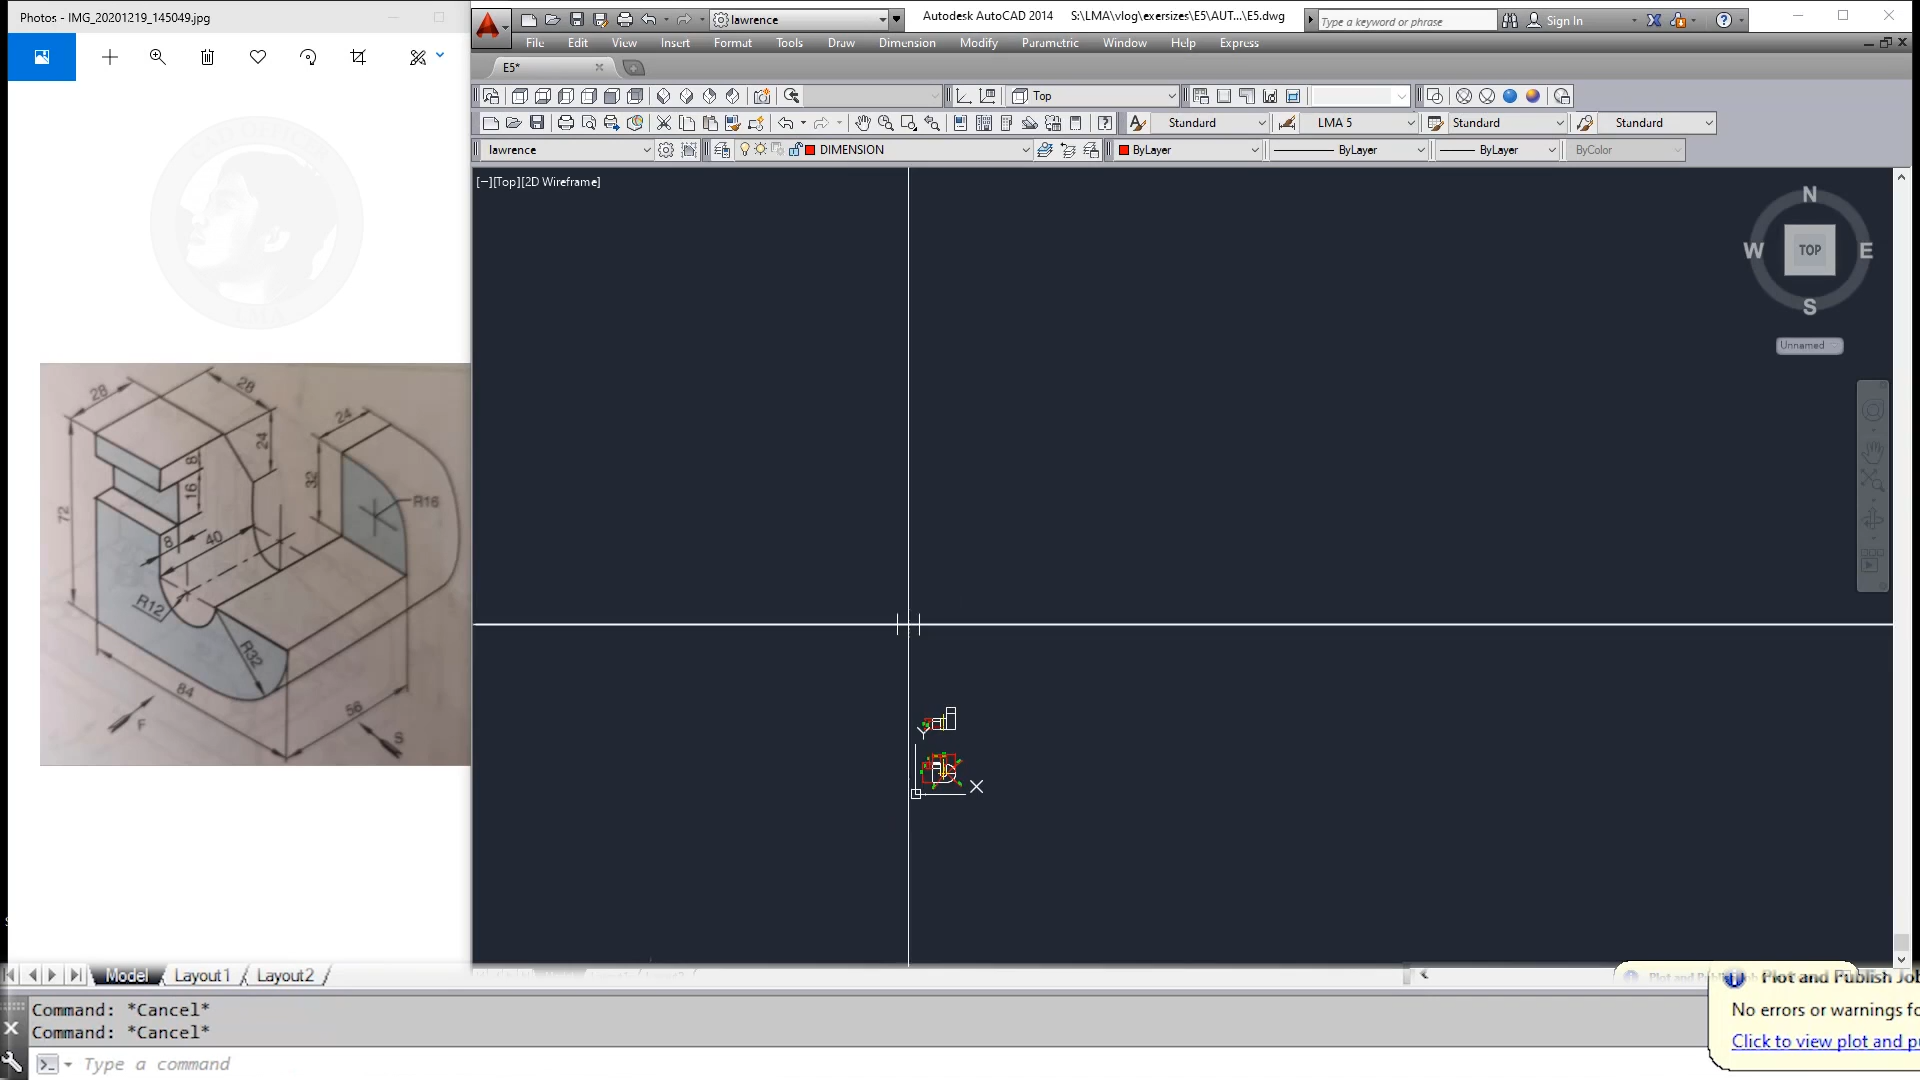 Photos - IMG_20201219_145049.jpg
lawrence
Autodesk AutoCAD 2014
S:\LMA\vlog\exersizes\E5\AUT...\E5.dwg
Type a keyword or phrase
Sign In
File Edit View Insert Format Tools Draw Dimension Modify Parametric Window Help Express
E5*
Top
Standard LMA 5 Standard Standard
lawrence DIMENSION ByLayer ByLayer ByLayer ByColor
[−][Top][2D Wireframe]
N
W TOP E
S
Unnamed
LMA
28 28
24
24
8
32
16
R16
72
8 40
R12
R32
84
56
F
S
Y
X
Model Layout1 Layout2
Plot and Publish Job
Command: *Cancel*
No errors or warnings fo
Command: *Cancel*
Click to view plot and pu
Type a command